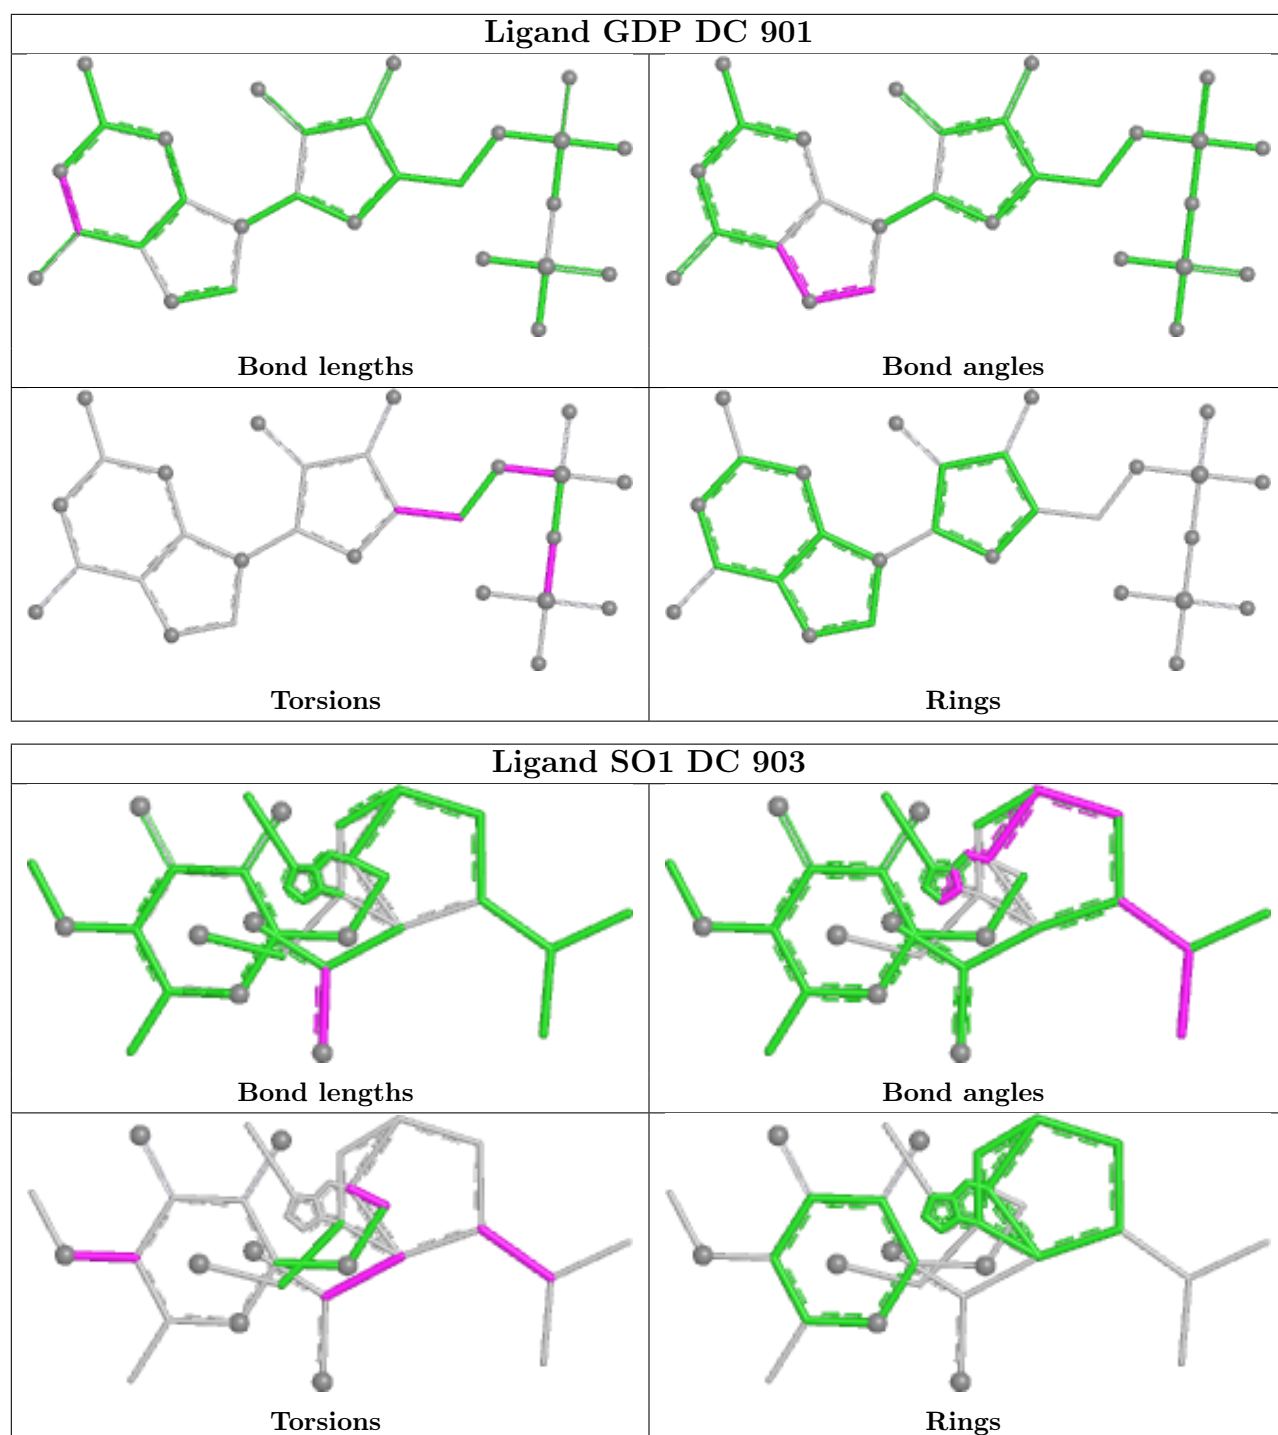 Ligand GDP DC 901
Bond lengths
Bond angles
Torsions
Rings
Ligand SO1 DC 903
Bond lengths
Bond angles
Torsions
Rings